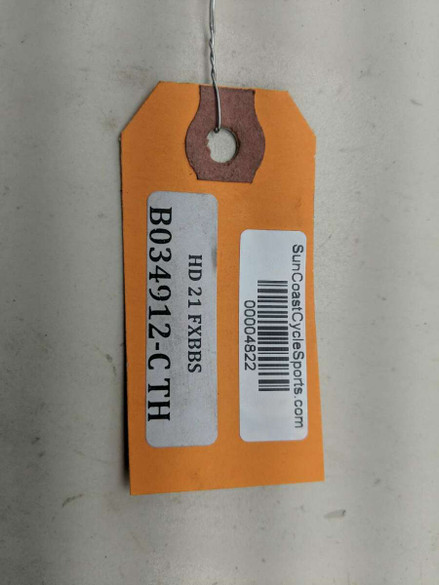 SunCoastCycleSports.com
00004822
HD 21 FXBBS
B034912-C TH